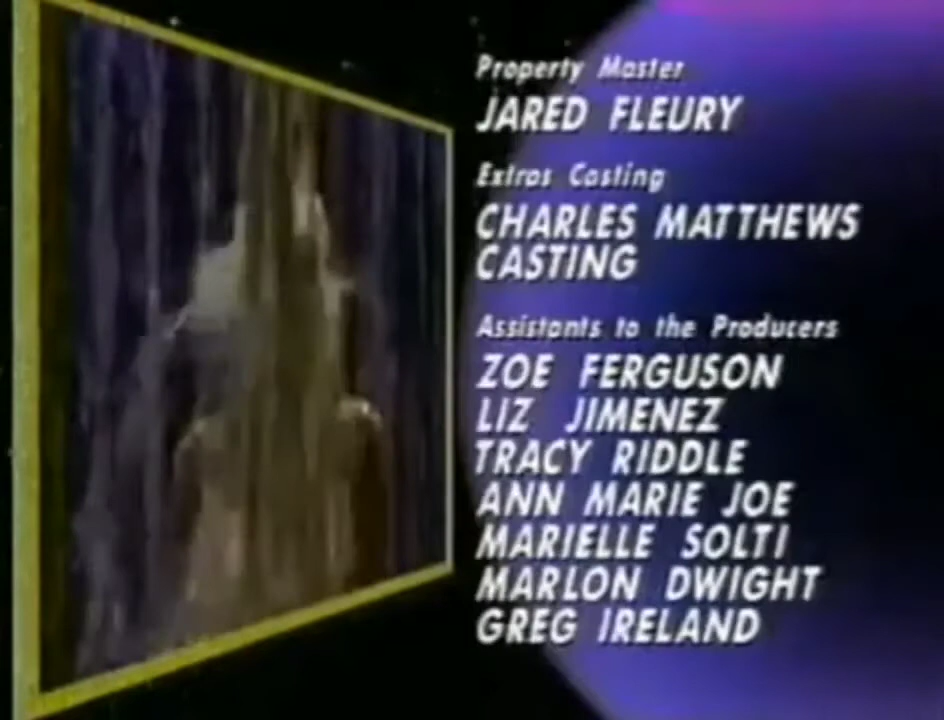 Property Master
JARED FLEURY
Extras Casting
CHARLES MATTHEWS
CASTING
Assistants to the Producers
ZOE FERGUSON
LIZ JIMENEZ
TRACY RIDDLE
ANN MARIE JOE
MARIELLE SOLTI
MARLON DWIGHT
GREG IRELAND